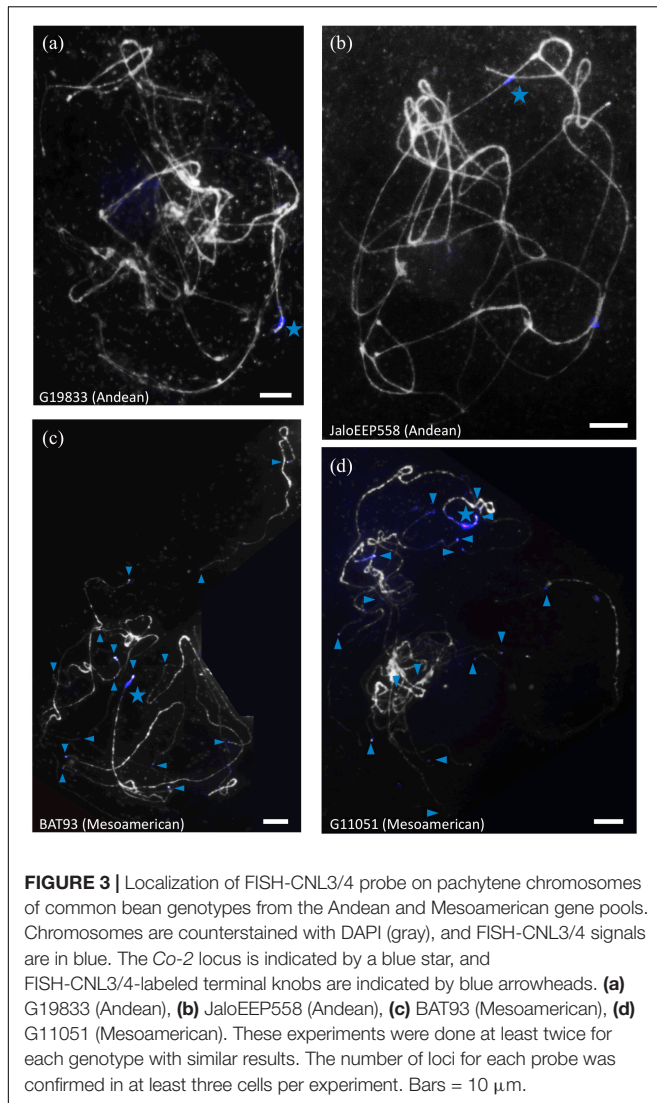 (a)
G19833 (Andean)
(b)
JaloEEP558 (Andean)
(c)
BAT93 (Mesoamerican)
(d)
G11051 (Mesoamerican)
FIGURE 3 | Localization of FISH-CNL3/4 probe on pachytene chromosomes
of common bean genotypes from the Andean and Mesoamerican gene pools.
Chromosomes are counterstained with DAPI (gray), and FISH-CNL3/4 signals
are in blue. The Co-2 locus is indicated by a blue star, and
FISH-CNL3/4-labeled terminal knobs are indicated by blue arrowheads. (a)
G19833 (Andean), (b) JaloEEP558 (Andean), (c) BAT93 (Mesoamerican), (d)
G11051 (Mesoamerican). These experiments were done at least twice for
each genotype with similar results. The number of loci for each probe was
confirmed in at least three cells per experiment. Bars = 10 μm.